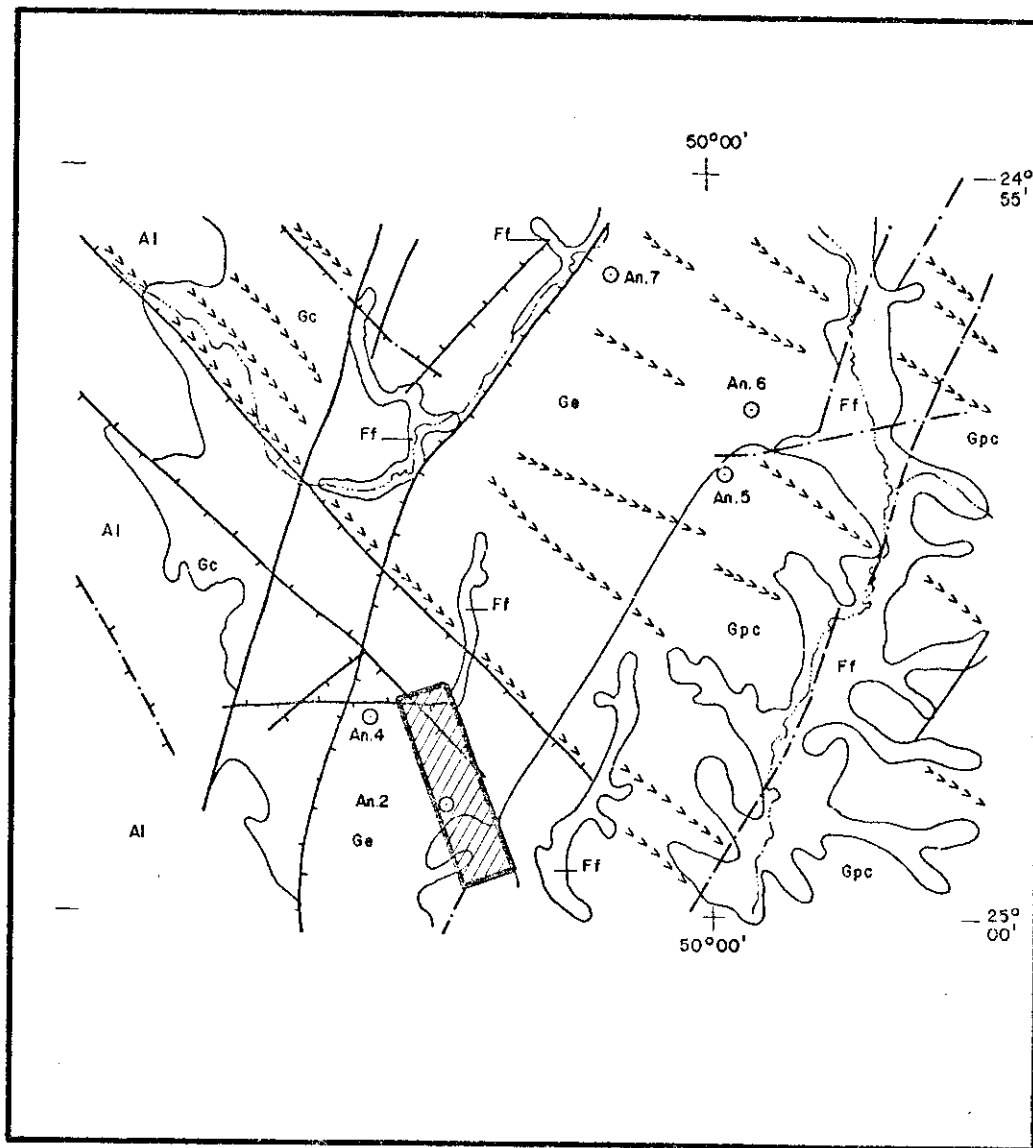 50°00'
24°
55'
Al
Ff
An.7
Gc
An.6
Ge
Ff
Ff
Gpc
An.5
Al
Gc
Ff
Gpc
Ff
An.4
An.2
Al
Ge
Ff
Gpc
50°00'
25°
00'